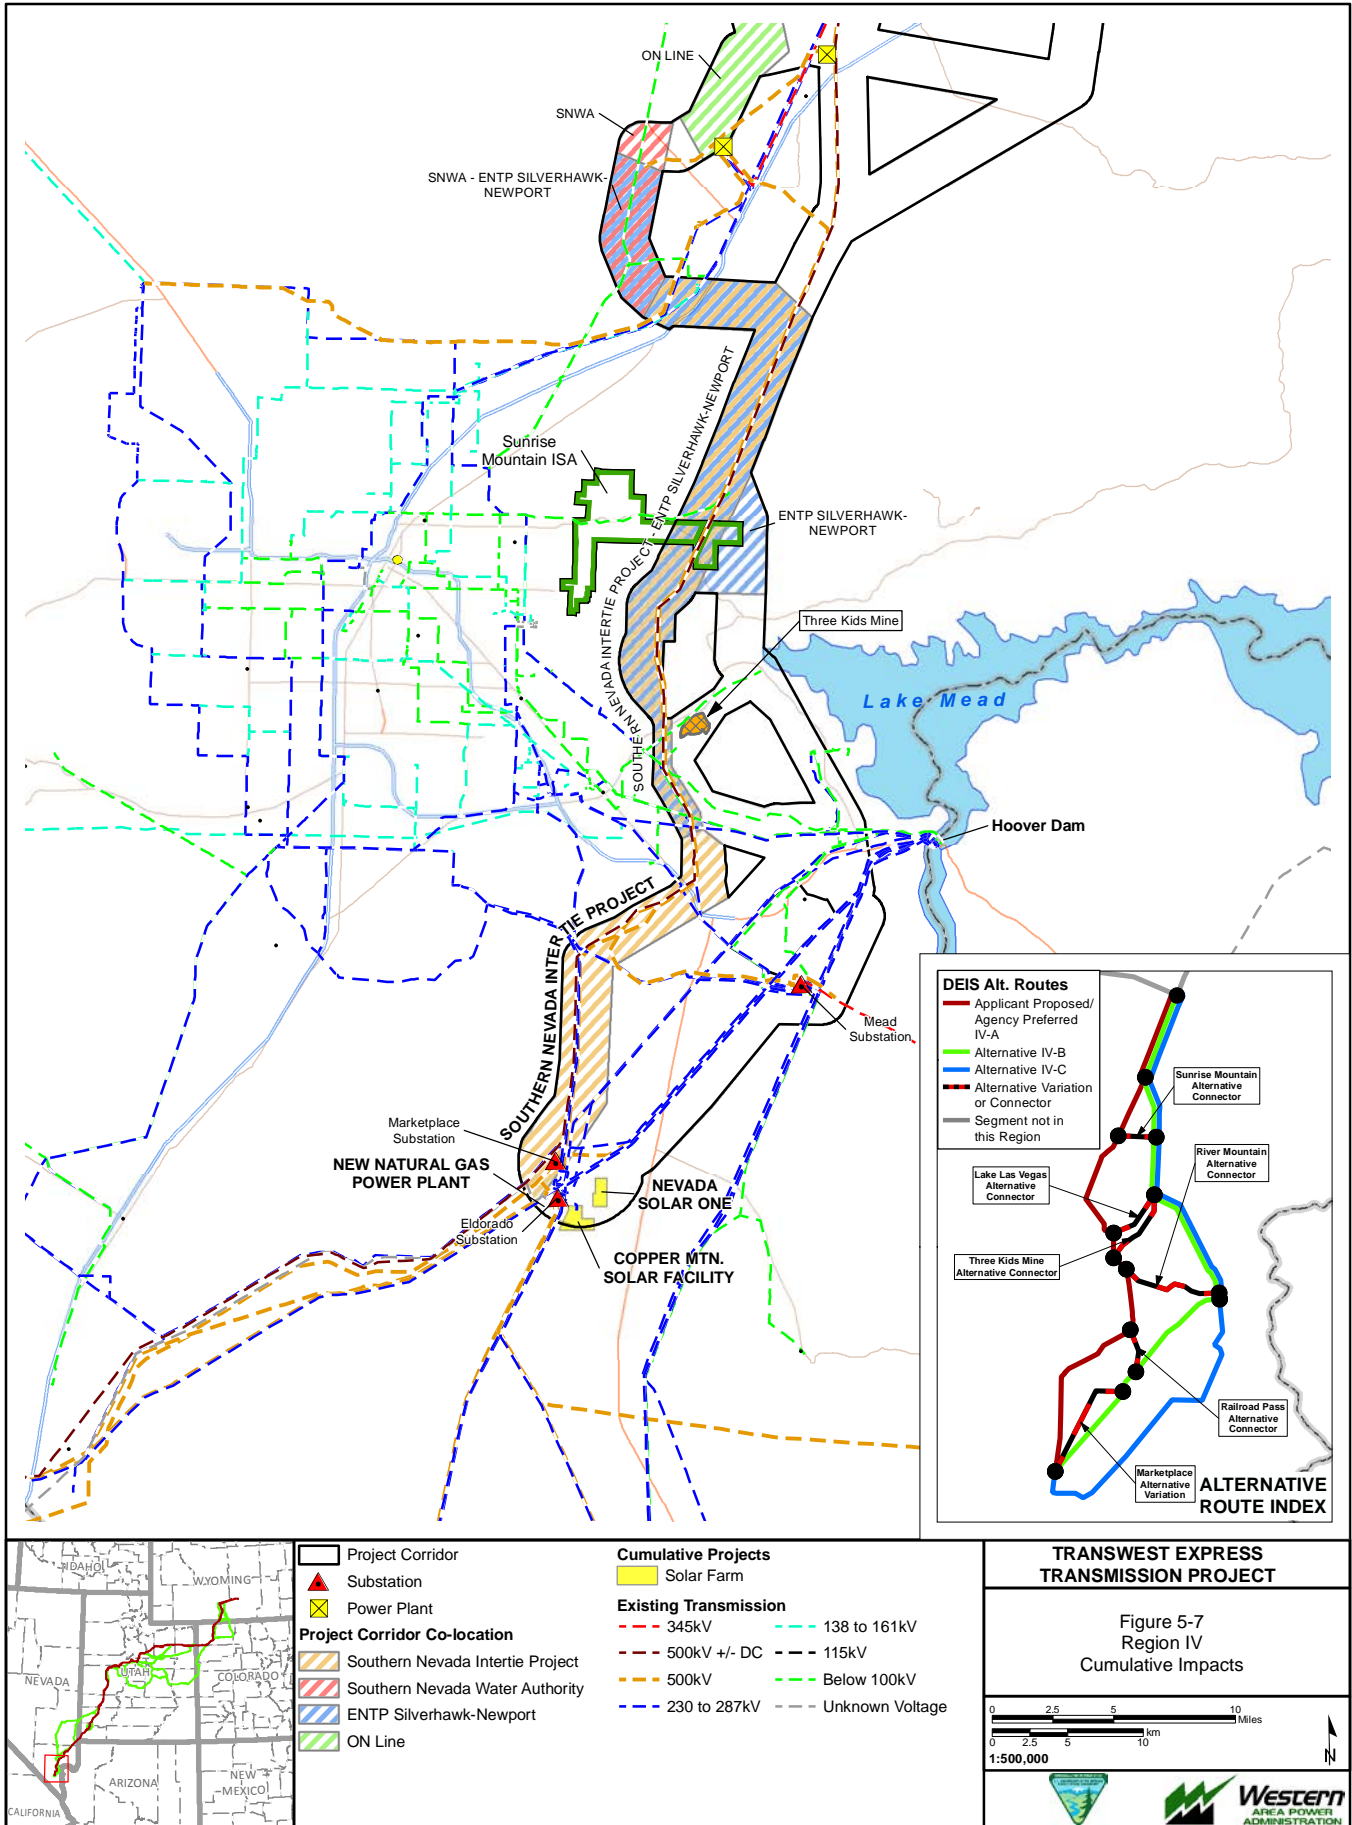 ON LINE
SNWA
SNWA - ENTP SILVERHAWK-
NEWPORT
Sunrise
Mountain ISA
SOUTHERN NEVADA INTERTIE PROJECT - ENTP SILVERHAWK-NEWPORT
ENTP SILVERHAWK-
NEWPORT
Three Kids Mine
Lake Mead
Hoover Dam
SOUTHERN NEVADA INTERTIE PROJECT
Mead
Substation
Marketplace
Substation
NEW NATURAL GAS
POWER PLANT
NEVADA
SOLAR ONE
Eldorado
Substation
COPPER MTN.
SOLAR FACILITY
DEIS Alt. Routes
Applicant Proposed/
Agency Preferred
IV-A
Alternative IV-B
Alternative IV-C
Alternative Variation
or Connector
Segment not in
this Region
Sunrise Mountain
Alternative
Connector
River Mountain
Alternative
Connector
Lake Las Vegas
Alternative
Connector
Three Kids Mine
Alternative Connector
Railroad Pass
Alternative
Connector
Marketplace
Alternative
Variation
ALTERNATIVE
ROUTE INDEX
IDAHO
WYOMING
NEVADA
UTAH
COLORADO
ARIZONA
NEW
MEXICO
CALIFORNIA
Project Corridor
Substation
Power Plant
Project Corridor Co-location
Southern Nevada Intertie Project
Southern Nevada Water Authority
ENTP Silverhawk-Newport
ON Line
Cumulative Projects
Solar Farm
Existing Transmission
345kV
500kV +/- DC
500kV
230 to 287kV
138 to 161kV
115kV
Below 100kV
Unknown Voltage
TRANSWEST EXPRESS
TRANSMISSION PROJECT
Figure 5-7
Region IV
Cumulative Impacts
0 2.5 5 10
Miles
0 2.5 5 10
km
1:500,000
N
Western
AREA POWER
ADMINISTRATION